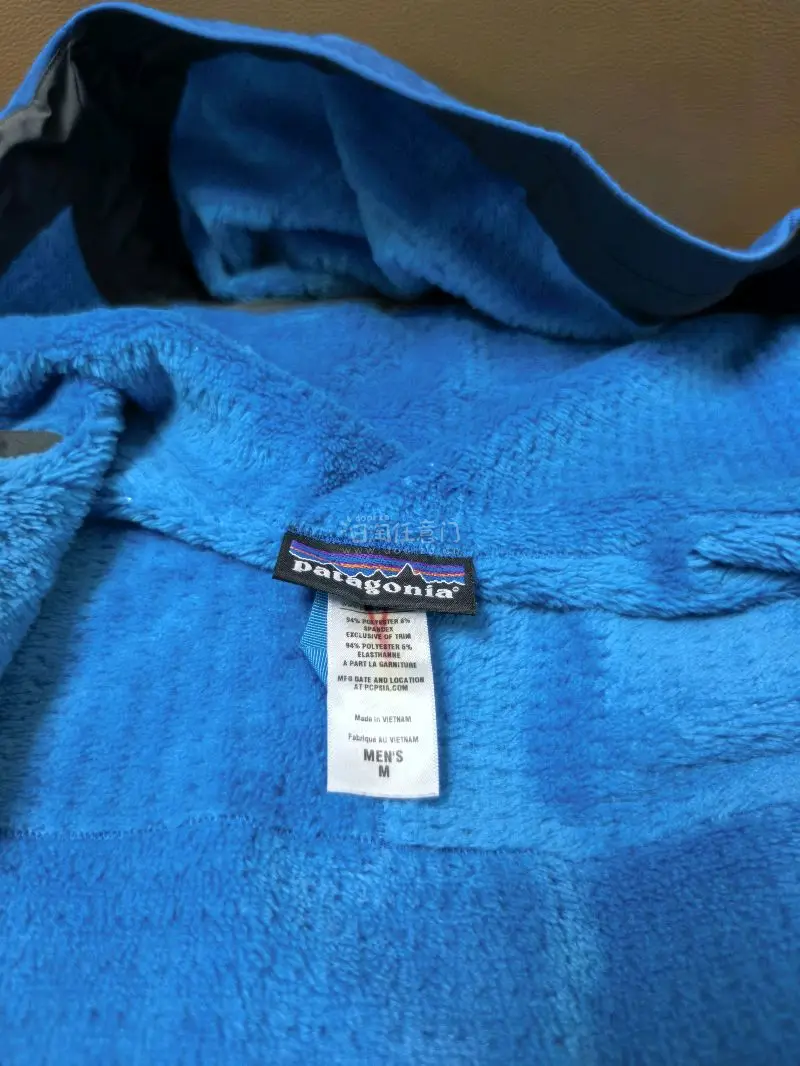 patagonia®
94% POLYESTER 6%
SPANDEX
EXCLUSIVE OF TRIM
94% POLYESTER 6%
ELASTHANNE
A PART LA GARNITURE
MFG DATE AND LOCATION
AT PCPSIA.COM
Made in VIETNAM
Fabriqué AU VIETNAM
MEN'S
M